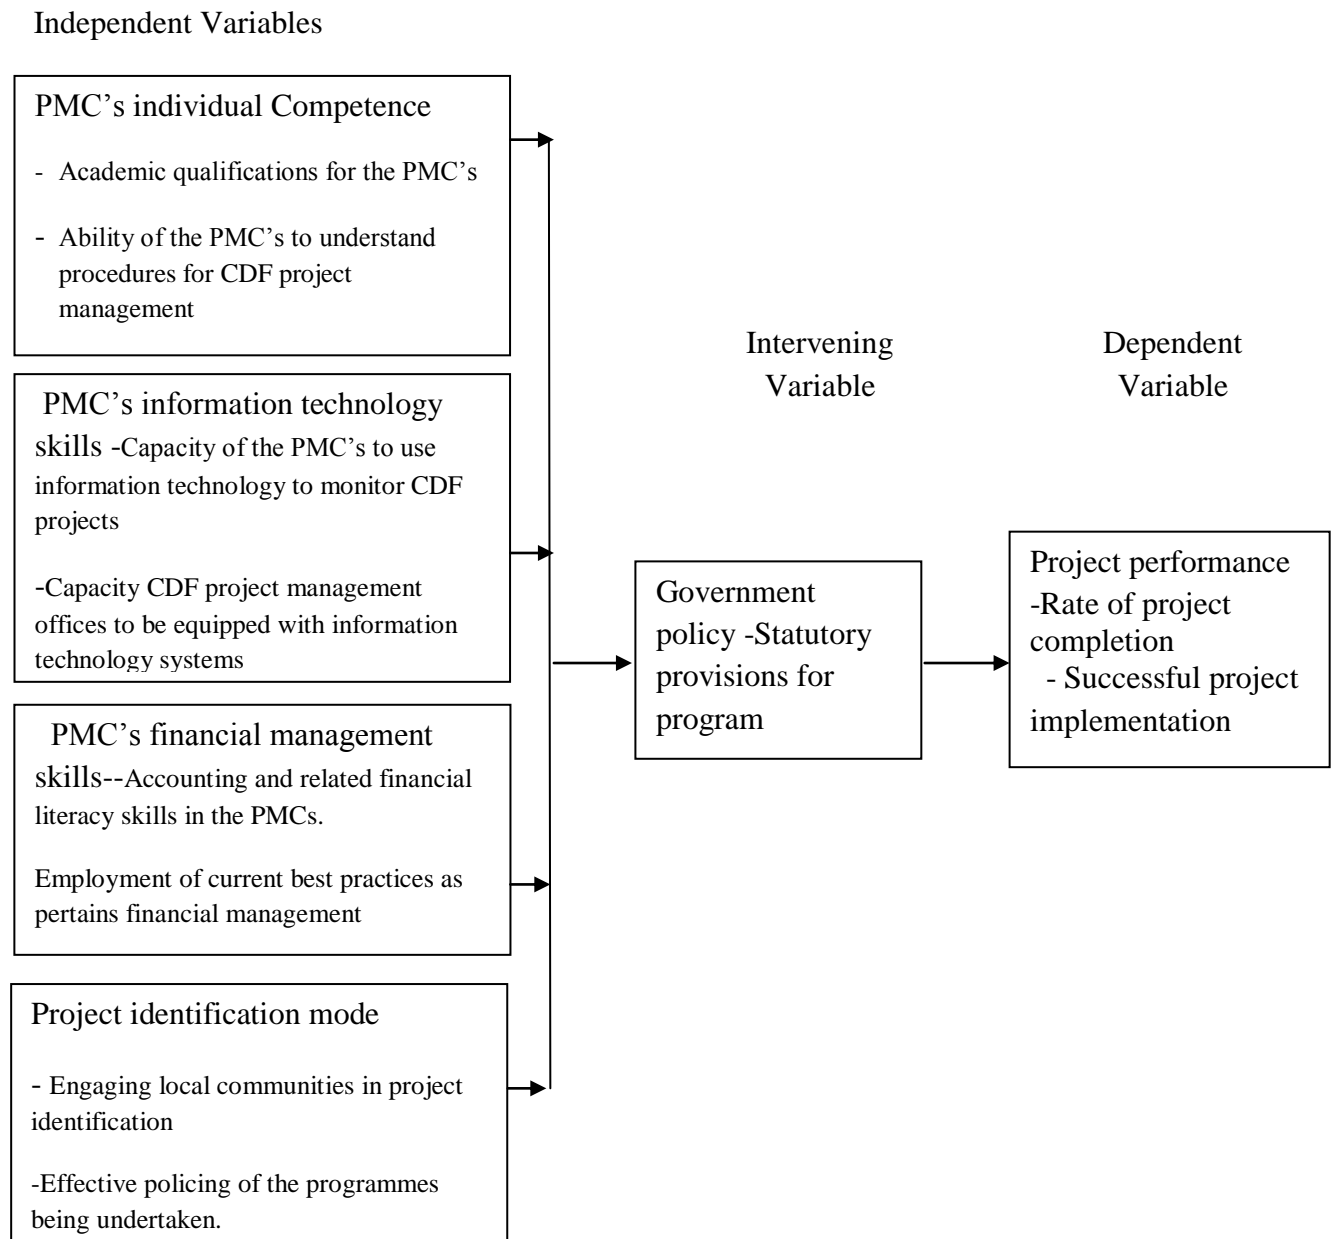 Independent Variables
PMC’s individual Competence
- Academic qualifications for the PMC’s
- Ability of the PMC’s to understand
procedures for CDF project
management
PMC’s information technology
skills -Capacity of the PMC’s to use
information technology to monitor CDF
projects
-Capacity CDF project management
offices to be equipped with information
technology systems
PMC’s financial management
skills--Accounting and related financial
literacy skills in the PMCs.
Employment of current best practices as
pertains financial management
Project identification mode
- Engaging local communities in project
identification
-Effective policing of the programmes
being undertaken.
Intervening
Variable
Government
policy -Statutory
provisions for
program
Dependent
Variable
Project performance
-Rate of project
completion
- Successful project
implementation